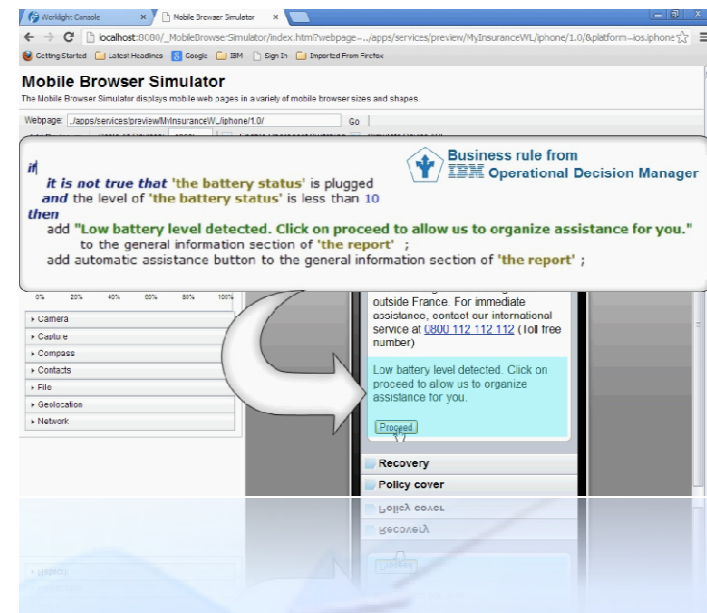 Worklight Console
Mobile Browser Simulator
localhost:8080/_MobileBrowserSimulator/index.html?webpage=../apps/services/preview/MyInsuranceWL/iphone/1.0/&platform=ios.iphone
Getting Started
Latest Headlines
Google
IBM
Sign In
Imported From Firefox
Mobile Browser Simulator
The Mobile Browser Simulator displays mobile web pages in a variety of mobile browser sizes and shapes.
Webpage:
Go
Business rule from
IBM Operational Decision Manager
if
it is not true that 'the battery status' is plugged
and the level of 'the battery status' is less than 10
then
add "Low battery level detected. Click on proceed to allow us to organize assistance for you."
to the general information section of 'the report' ;
add automatic assistance button to the general information section of 'the report' ;
0% 20% 40% 60% 80% 100%
Camera
Capture
Compass
Contacts
File
Geolocation
Network
outside France. For immediate
assistance, contact our international
service at 0800 112 112 112 (Toll free
number)
Low battery level detected. Click on
proceed to allow us to organize
assistance for you.
Proceed
Recovery
Policy cover